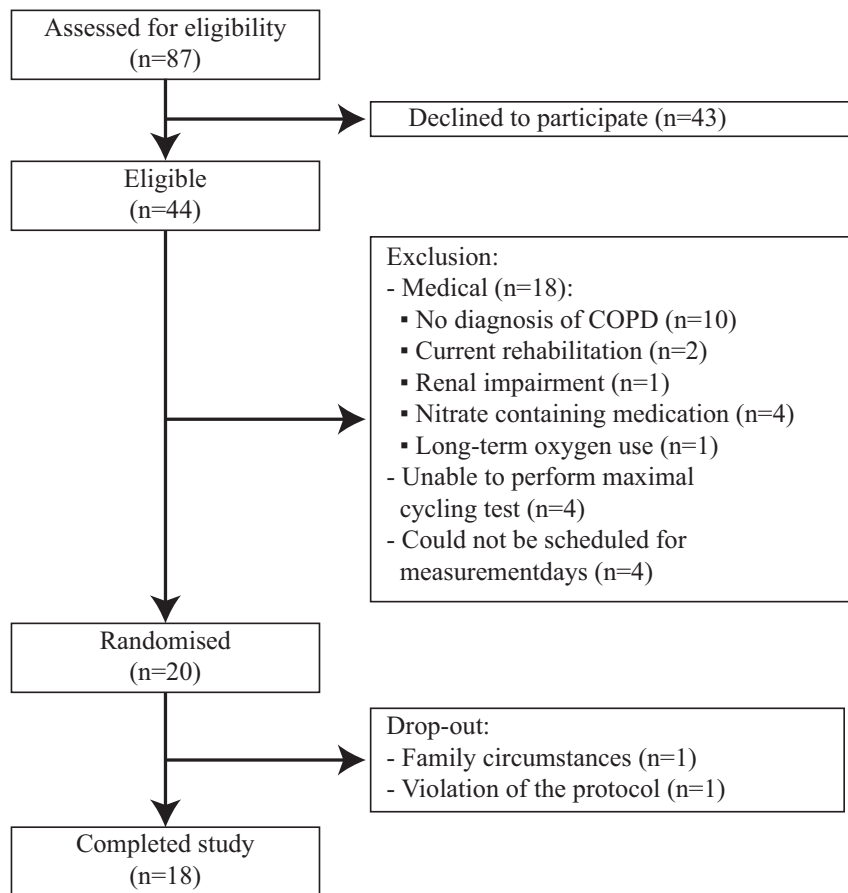 Assessed for eligibility
(n=87)
Declined to participate (n=43)
Eligible
(n=44)
Exclusion:
- Medical (n=18):
▪ No diagnosis of COPD (n=10)
▪ Current rehabilitation (n=2)
▪ Renal impairment (n=1)
▪ Nitrate containing medication (n=4)
▪ Long-term oxygen use (n=1)
- Unable to perform maximal
cycling test (n=4)
- Could not be scheduled for
measurementdays (n=4)
Randomised
(n=20)
Drop-out:
- Family circumstances (n=1)
- Violation of the protocol (n=1)
Completed study
(n=18)